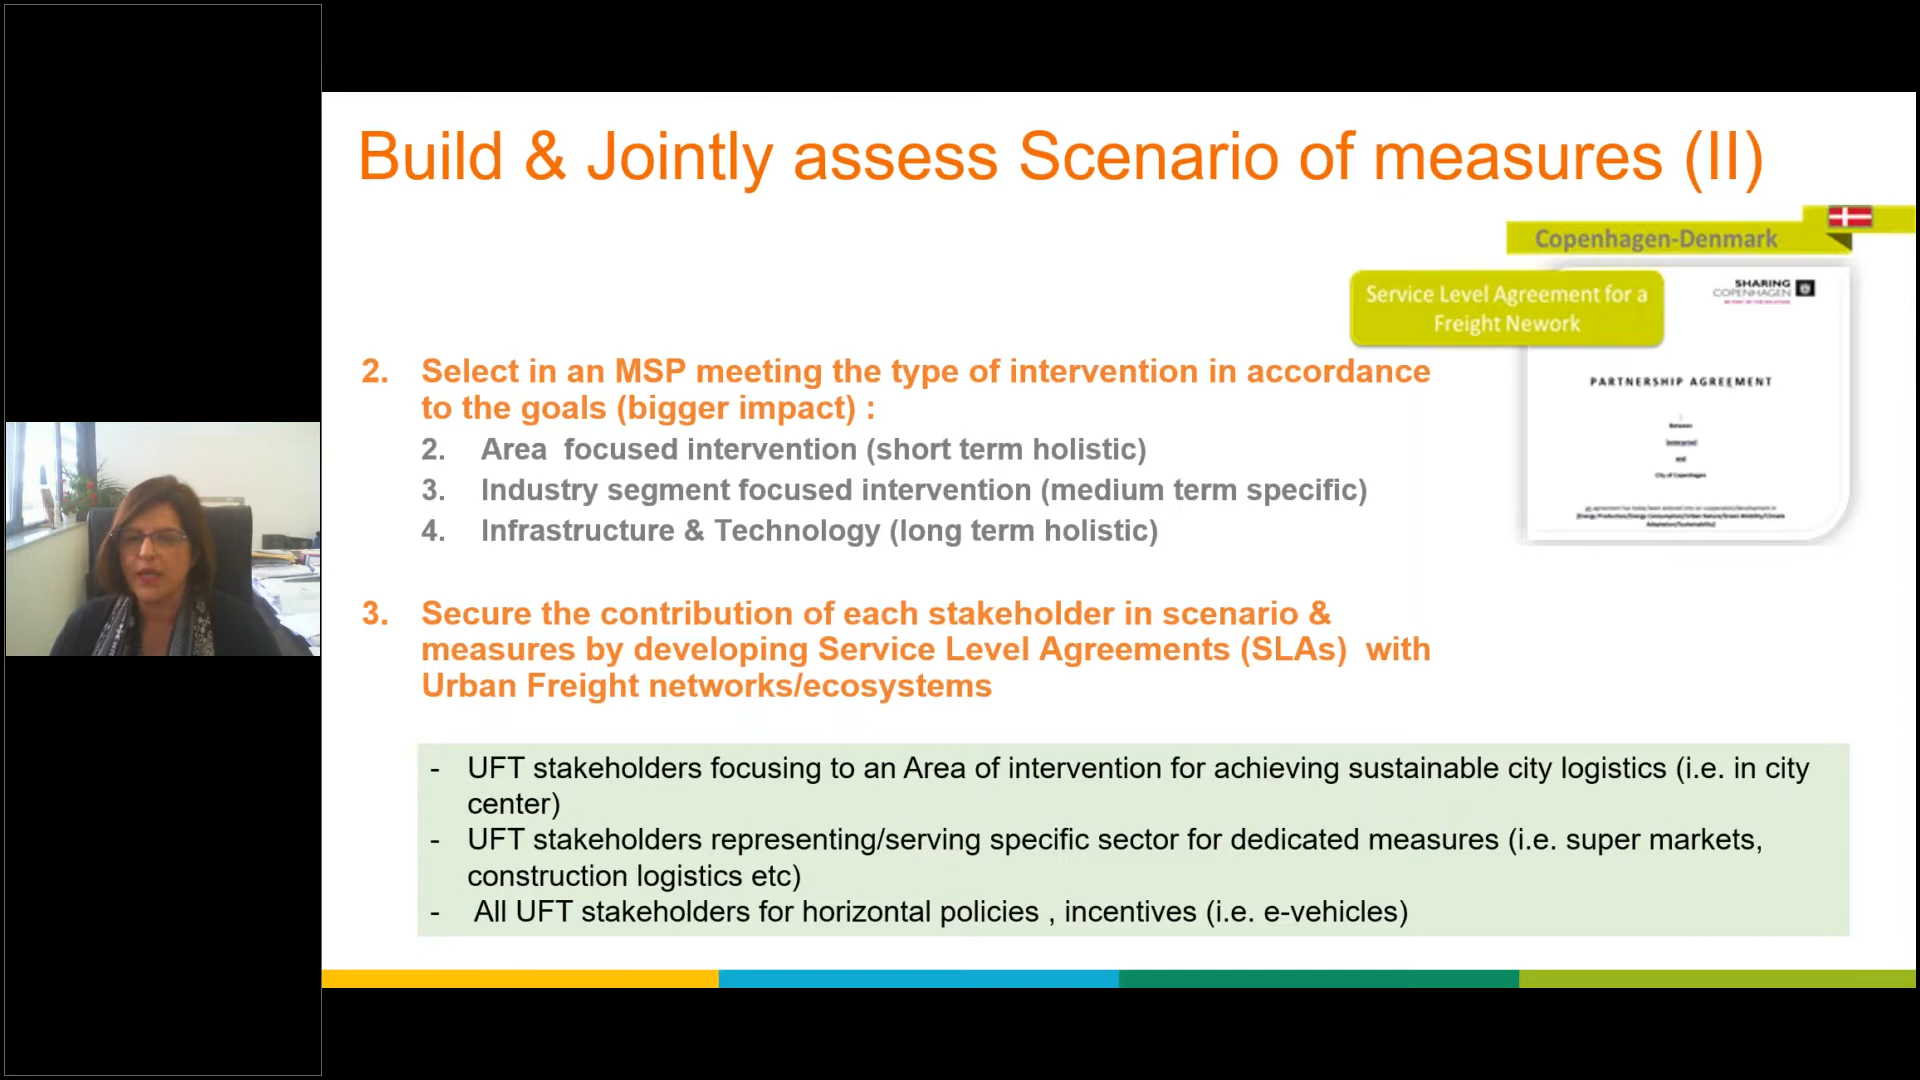 Build & Jointly assess Scenario of measures (II)
Copenhagen-Denmark
Service Level Agreement for a
Freight Nework
SHARING
COPENHAGEN
PARTNERSHIP AGREEMENT
Between
and
City of Copenhagen
2. Select in an MSP meeting the type of intervention in accordance
to the goals (bigger impact) :
2. Area  focused intervention (short term holistic)
3. Industry segment focused intervention (medium term specific)
4. Infrastructure & Technology (long term holistic)
3. Secure the contribution of each stakeholder in scenario &
measures by developing Service Level Agreements (SLAs)  with
Urban Freight networks/ecosystems
- UFT stakeholders focusing to an Area of intervention for achieving sustainable city logistics (i.e. in city
center)
- UFT stakeholders representing/serving specific sector for dedicated measures (i.e. super markets,
construction logistics etc)
- All UFT stakeholders for horizontal policies , incentives (i.e. e-vehicles)